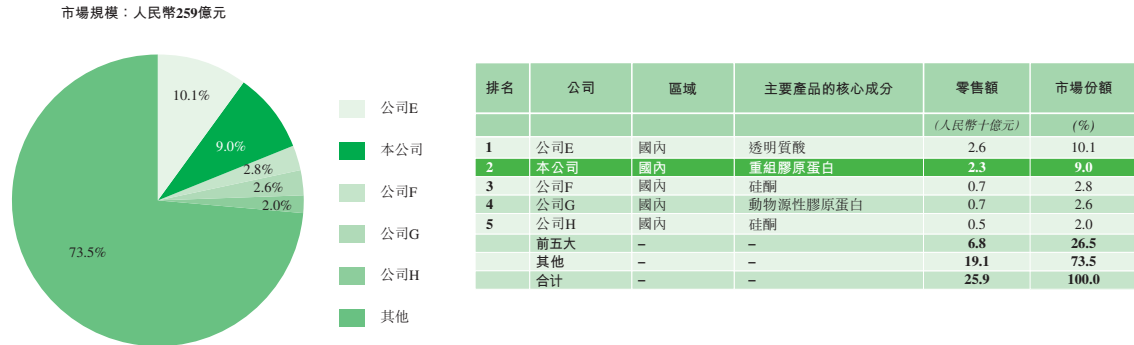 市場規模：人民幣259億元
10.1%
9.0%
2.8%
2.6%
2.0%
73.5%
公司E
本公司
公司F
公司G
公司H
其他
排名 公司 區域 主要產品的核心成分 零售額 市場份額
(人民幣十億元) (%)
1 公司E 國內 透明質酸 2.6 10.1
2 本公司 國內 重組膠原蛋白 2.3 9.0
3 公司F 國內 硅酮 0.7 2.8
4 公司G 國內 動物源性膠原蛋白 0.7 2.6
5 公司H 國內 硅酮 0.5 2.0
前五大 – – 6.8 26.5
其他 – – 19.1 73.5
合计 – – 25.9 100.0